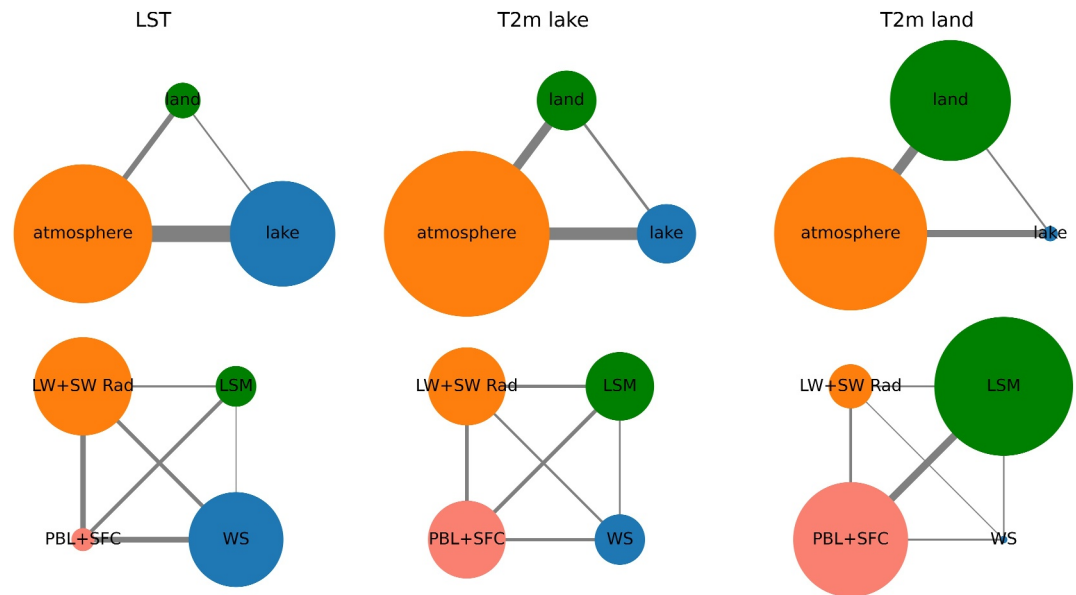 LST
T2m lake
T2m land
land
land
land
atmosphere
lake
atmosphere
lake
atmosphere
lake
LW+SW Rad
LSM
LW+SW Rad
LSM
LW+SW Rad
LSM
PBL+SFC
WS
PBL+SFC
WS
PBL+SFC
WS